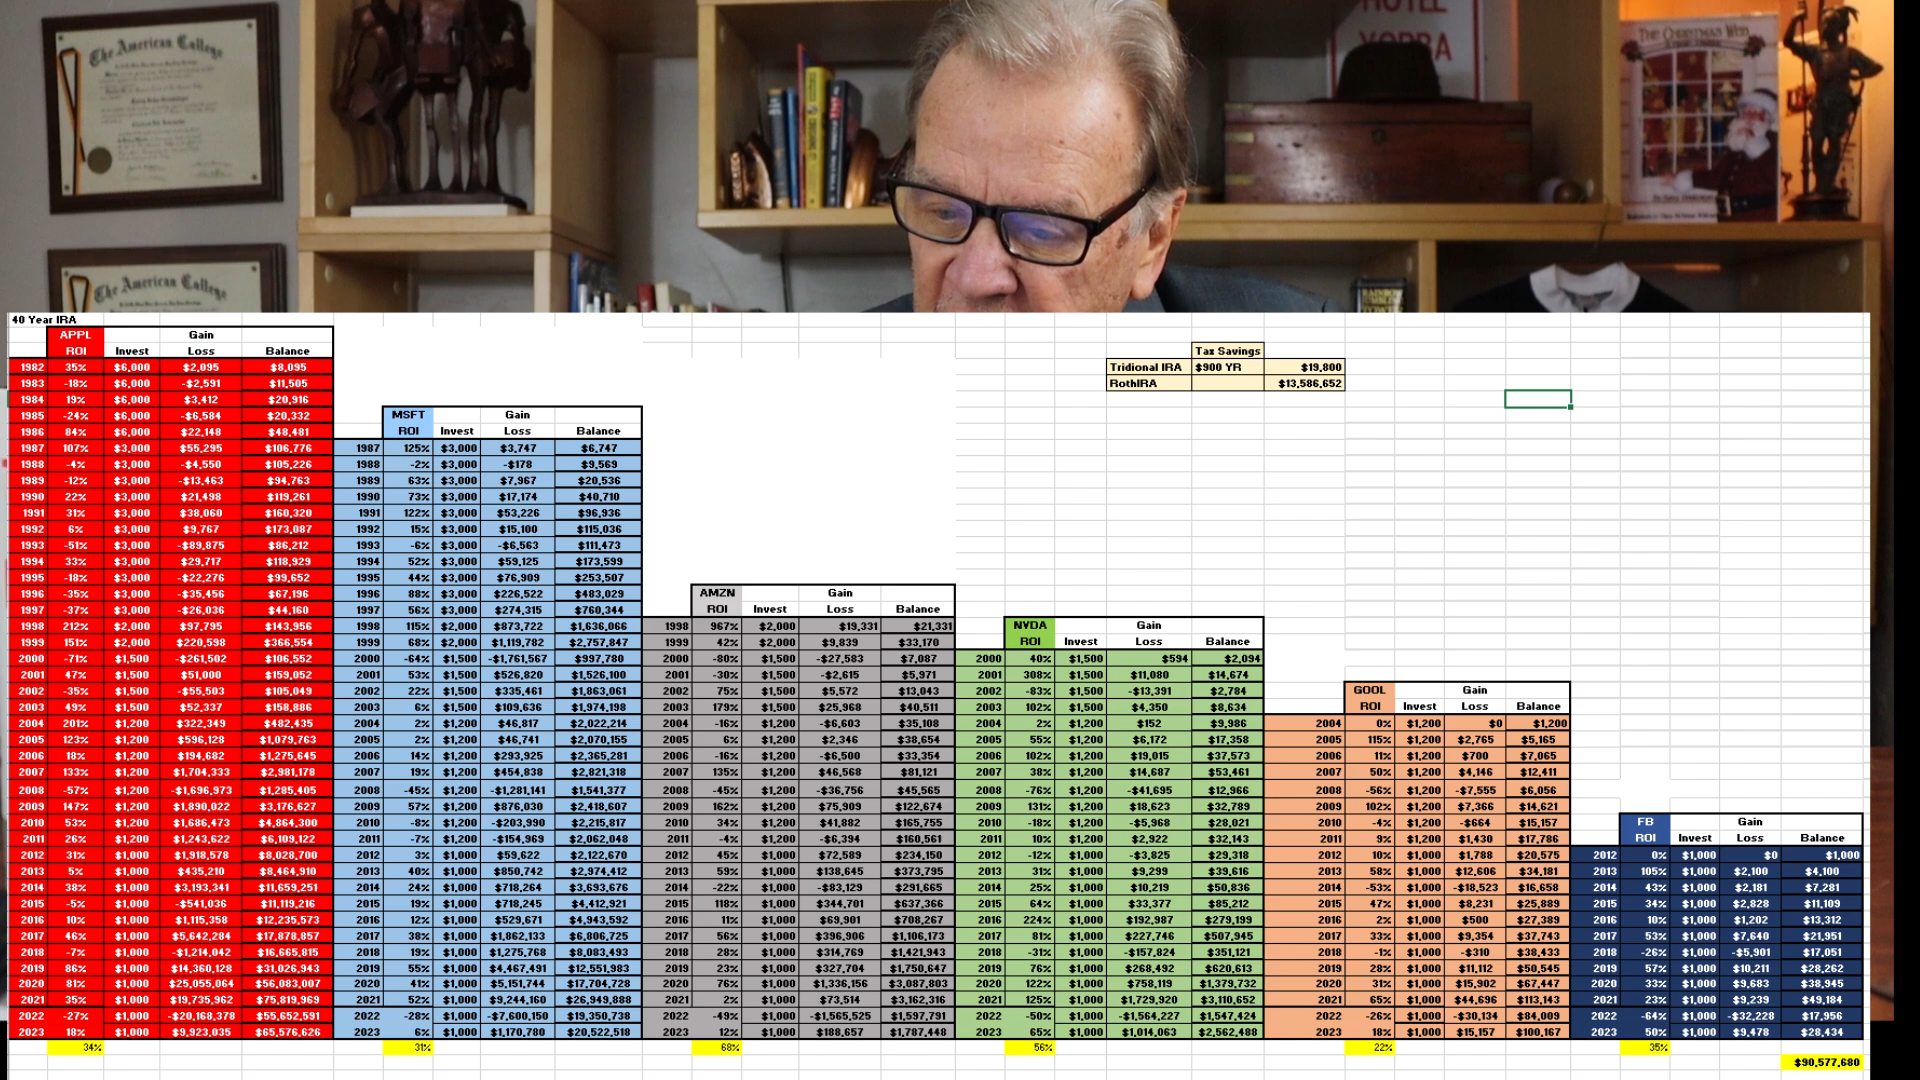 The American College
The American College
HOTEL
YORBA
THE CHRISTMAS WISH
40 Year IRA
APPL Gain
ROI Invest Loss Balance
1982 35% $6,000 $2,095 $8,095
1983 -18% $6,000 -$2,591 $11,505
1984 19% $6,000 $3,412 $20,916
1985 -24% $6,000 -$6,584 $20,332
1986 84% $6,000 $22,148 $48,481
1987 107% $3,000 $55,295 $106,776
1988 -4% $3,000 -$4,550 $105,226
1989 -12% $3,000 -$13,463 $94,763
1990 22% $3,000 $21,498 $119,261
1991 31% $3,000 $38,060 $160,320
1992 6% $3,000 $9,767 $173,087
1993 -51% $3,000 -$89,875 $86,212
1994 33% $3,000 $29,717 $118,929
1995 -18% $3,000 -$22,276 $99,652
1996 -35% $3,000 -$35,456 $67,196
1997 -37% $3,000 -$26,036 $44,160
1998 212% $2,000 $97,795 $143,956
1999 151% $2,000 $220,598 $366,554
2000 -71% $1,500 -$261,502 $106,552
2001 47% $1,500 $51,000 $159,052
2002 -35% $1,500 -$55,503 $105,049
2003 49% $1,500 $52,337 $158,886
2004 201% $1,200 $322,349 $482,435
2005 123% $1,200 $596,128 $1,079,763
2006 18% $1,200 $194,682 $1,275,645
2007 133% $1,200 $1,704,333 $2,981,178
2008 -57% $1,200 -$1,696,973 $1,285,405
2009 147% $1,200 $1,890,022 $3,176,627
2010 53% $1,200 $1,686,473 $4,864,300
2011 26% $1,200 $1,243,622 $6,109,122
2012 31% $1,000 $1,918,578 $8,028,700
2013 5% $1,000 $435,210 $8,464,910
2014 38% $1,000 $3,193,341 $11,659,251
2015 -5% $1,000 -$541,036 $11,119,216
2016 10% $1,000 $1,115,358 $12,235,573
2017 46% $1,000 $5,642,284 $17,878,857
2018 -7% $1,000 -$1,214,042 $16,665,815
2019 86% $1,000 $14,360,128 $31,026,943
2020 81% $1,000 $25,055,064 $56,083,007
2021 35% $1,000 $19,735,962 $75,819,969
2022 -27% $1,000 -$20,168,378 $55,652,591
2023 18% $1,000 $9,923,035 $65,576,626
34%
MSFT Gain
ROI Invest Loss Balance
1987 125% $3,000 $3,747 $6,747
1988 -2% $3,000 -$178 $9,569
1989 63% $3,000 $7,967 $20,536
1990 73% $3,000 $17,174 $40,710
1991 122% $3,000 $53,226 $96,936
1992 15% $3,000 $15,100 $115,036
1993 -6% $3,000 -$6,563 $111,473
1994 52% $3,000 $59,125 $173,599
1995 44% $3,000 $76,909 $253,507
1996 88% $3,000 $226,522 $483,029
1997 56% $3,000 $274,315 $760,344
1998 115% $2,000 $873,722 $1,636,066
1999 68% $2,000 $1,119,782 $2,757,847
2000 -64% $1,500 -$1,761,567 $997,780
2001 53% $1,500 $526,820 $1,526,100
2002 22% $1,500 $335,461 $1,863,061
2003 6% $1,500 $109,636 $1,974,198
2004 2% $1,200 $46,817 $2,022,214
2005 2% $1,200 $46,741 $2,070,155
2006 14% $1,200 $293,925 $2,365,281
2007 19% $1,200 $454,838 $2,821,318
2008 -45% $1,200 -$1,281,141 $1,541,377
2009 57% $1,200 $876,030 $2,418,607
2010 -8% $1,200 -$203,990 $2,215,817
2011 -7% $1,200 -$154,969 $2,062,048
2012 3% $1,000 $59,622 $2,122,670
2013 40% $1,000 $850,742 $2,974,412
2014 24% $1,000 $718,264 $3,693,676
2015 19% $1,000 $718,245 $4,412,921
2016 12% $1,000 $529,671 $4,943,592
2017 38% $1,000 $1,862,133 $6,806,725
2018 19% $1,000 $1,275,768 $8,083,493
2019 55% $1,000 $4,467,491 $12,551,983
2020 41% $1,000 $5,151,744 $17,704,728
2021 52% $1,000 $9,244,160 $26,949,888
2022 -28% $1,000 -$7,600,150 $19,350,738
2023 6% $1,000 $1,170,780 $20,522,518
31%
AMZN Gain
ROI Invest Loss Balance
1998 967% $2,000 $19,331 $21,331
1999 42% $2,000 $9,839 $33,170
2000 -80% $1,500 -$27,583 $7,087
2001 -30% $1,500 -$2,615 $5,971
2002 75% $1,500 $5,572 $13,043
2003 179% $1,500 $25,968 $40,511
2004 -16% $1,200 -$6,603 $35,108
2005 6% $1,200 $2,346 $38,654
2006 -16% $1,200 -$6,500 $33,354
2007 135% $1,200 $46,568 $81,121
2008 -45% $1,200 -$36,756 $45,565
2009 162% $1,200 $75,909 $122,674
2010 34% $1,200 $41,882 $165,755
2011 -4% $1,200 -$6,394 $160,561
2012 45% $1,000 $72,589 $234,150
2013 59% $1,000 $138,645 $373,795
2014 -22% $1,000 -$83,129 $291,665
2015 118% $1,000 $344,701 $637,366
2016 11% $1,000 $69,901 $708,267
2017 56% $1,000 $396,906 $1,106,173
2018 28% $1,000 $314,769 $1,421,943
2019 23% $1,000 $327,704 $1,750,647
2020 76% $1,000 $1,336,156 $3,087,803
2021 2% $1,000 $73,514 $3,162,316
2022 -49% $1,000 -$1,565,525 $1,597,791
2023 12% $1,000 $188,657 $1,787,448
68%
Tax Savings
Tridional IRA $900 YR $19,800
RothIRA $13,586,652
NVDA Gain
ROI Invest Loss Balance
2000 40% $1,500 $594 $2,094
2001 308% $1,500 $11,080 $14,674
2002 -83% $1,500 -$13,391 $2,784
2003 102% $1,500 $4,350 $8,634
2004 2% $1,200 $152 $9,986
2005 55% $1,200 $6,172 $17,358
2006 102% $1,200 $19,015 $37,573
2007 38% $1,200 $14,687 $53,461
2008 -76% $1,200 -$41,695 $12,966
2009 131% $1,200 $18,623 $32,789
2010 -18% $1,200 -$5,968 $28,021
2011 10% $1,200 $2,922 $32,143
2012 -12% $1,000 -$3,825 $29,318
2013 31% $1,000 $9,299 $39,616
2014 25% $1,000 $10,219 $50,836
2015 64% $1,000 $33,377 $85,212
2016 224% $1,000 $192,987 $279,199
2017 81% $1,000 $227,746 $507,945
2018 -31% $1,000 -$157,824 $351,121
2019 76% $1,000 $268,492 $620,613
2020 122% $1,000 $758,119 $1,379,732
2021 125% $1,000 $1,729,920 $3,110,652
2022 -50% $1,000 -$1,564,227 $1,547,424
2023 65% $1,000 $1,014,063 $2,562,488
56%
GOOL Gain
ROI Invest Loss Balance
2004 0% $1,200 $0 $1,200
2005 115% $1,200 $2,765 $5,165
2006 11% $1,200 $700 $7,065
2007 50% $1,200 $4,146 $12,411
2008 -56% $1,200 -$7,555 $6,056
2009 102% $1,200 $7,366 $14,621
2010 -4% $1,200 -$664 $15,157
2011 9% $1,200 $1,430 $17,786
2012 10% $1,000 $1,788 $20,575
2013 58% $1,000 $12,606 $34,181
2014 -53% $1,000 -$18,523 $16,658
2015 47% $1,000 $8,231 $25,889
2016 2% $1,000 $500 $27,389
2017 33% $1,000 $9,354 $37,743
2018 -1% $1,000 -$310 $38,433
2019 28% $1,000 $11,112 $50,545
2020 31% $1,000 $15,902 $67,447
2021 65% $1,000 $44,696 $113,143
2022 -26% $1,000 -$30,134 $84,009
2023 18% $1,000 $15,157 $100,167
22%
FB Gain
ROI Invest Loss Balance
2012 0% $1,000 $0 $1,000
2013 105% $1,000 $2,100 $4,100
2014 43% $1,000 $2,181 $7,281
2015 34% $1,000 $2,828 $11,109
2016 10% $1,000 $1,202 $13,312
2017 53% $1,000 $7,640 $21,951
2018 -26% $1,000 -$5,901 $17,051
2019 57% $1,000 $10,211 $28,262
2020 33% $1,000 $9,683 $38,945
2021 23% $1,000 $9,239 $49,184
2022 -64% $1,000 -$32,228 $17,956
2023 50% $1,000 $9,478 $28,434
35%
$90,577,680